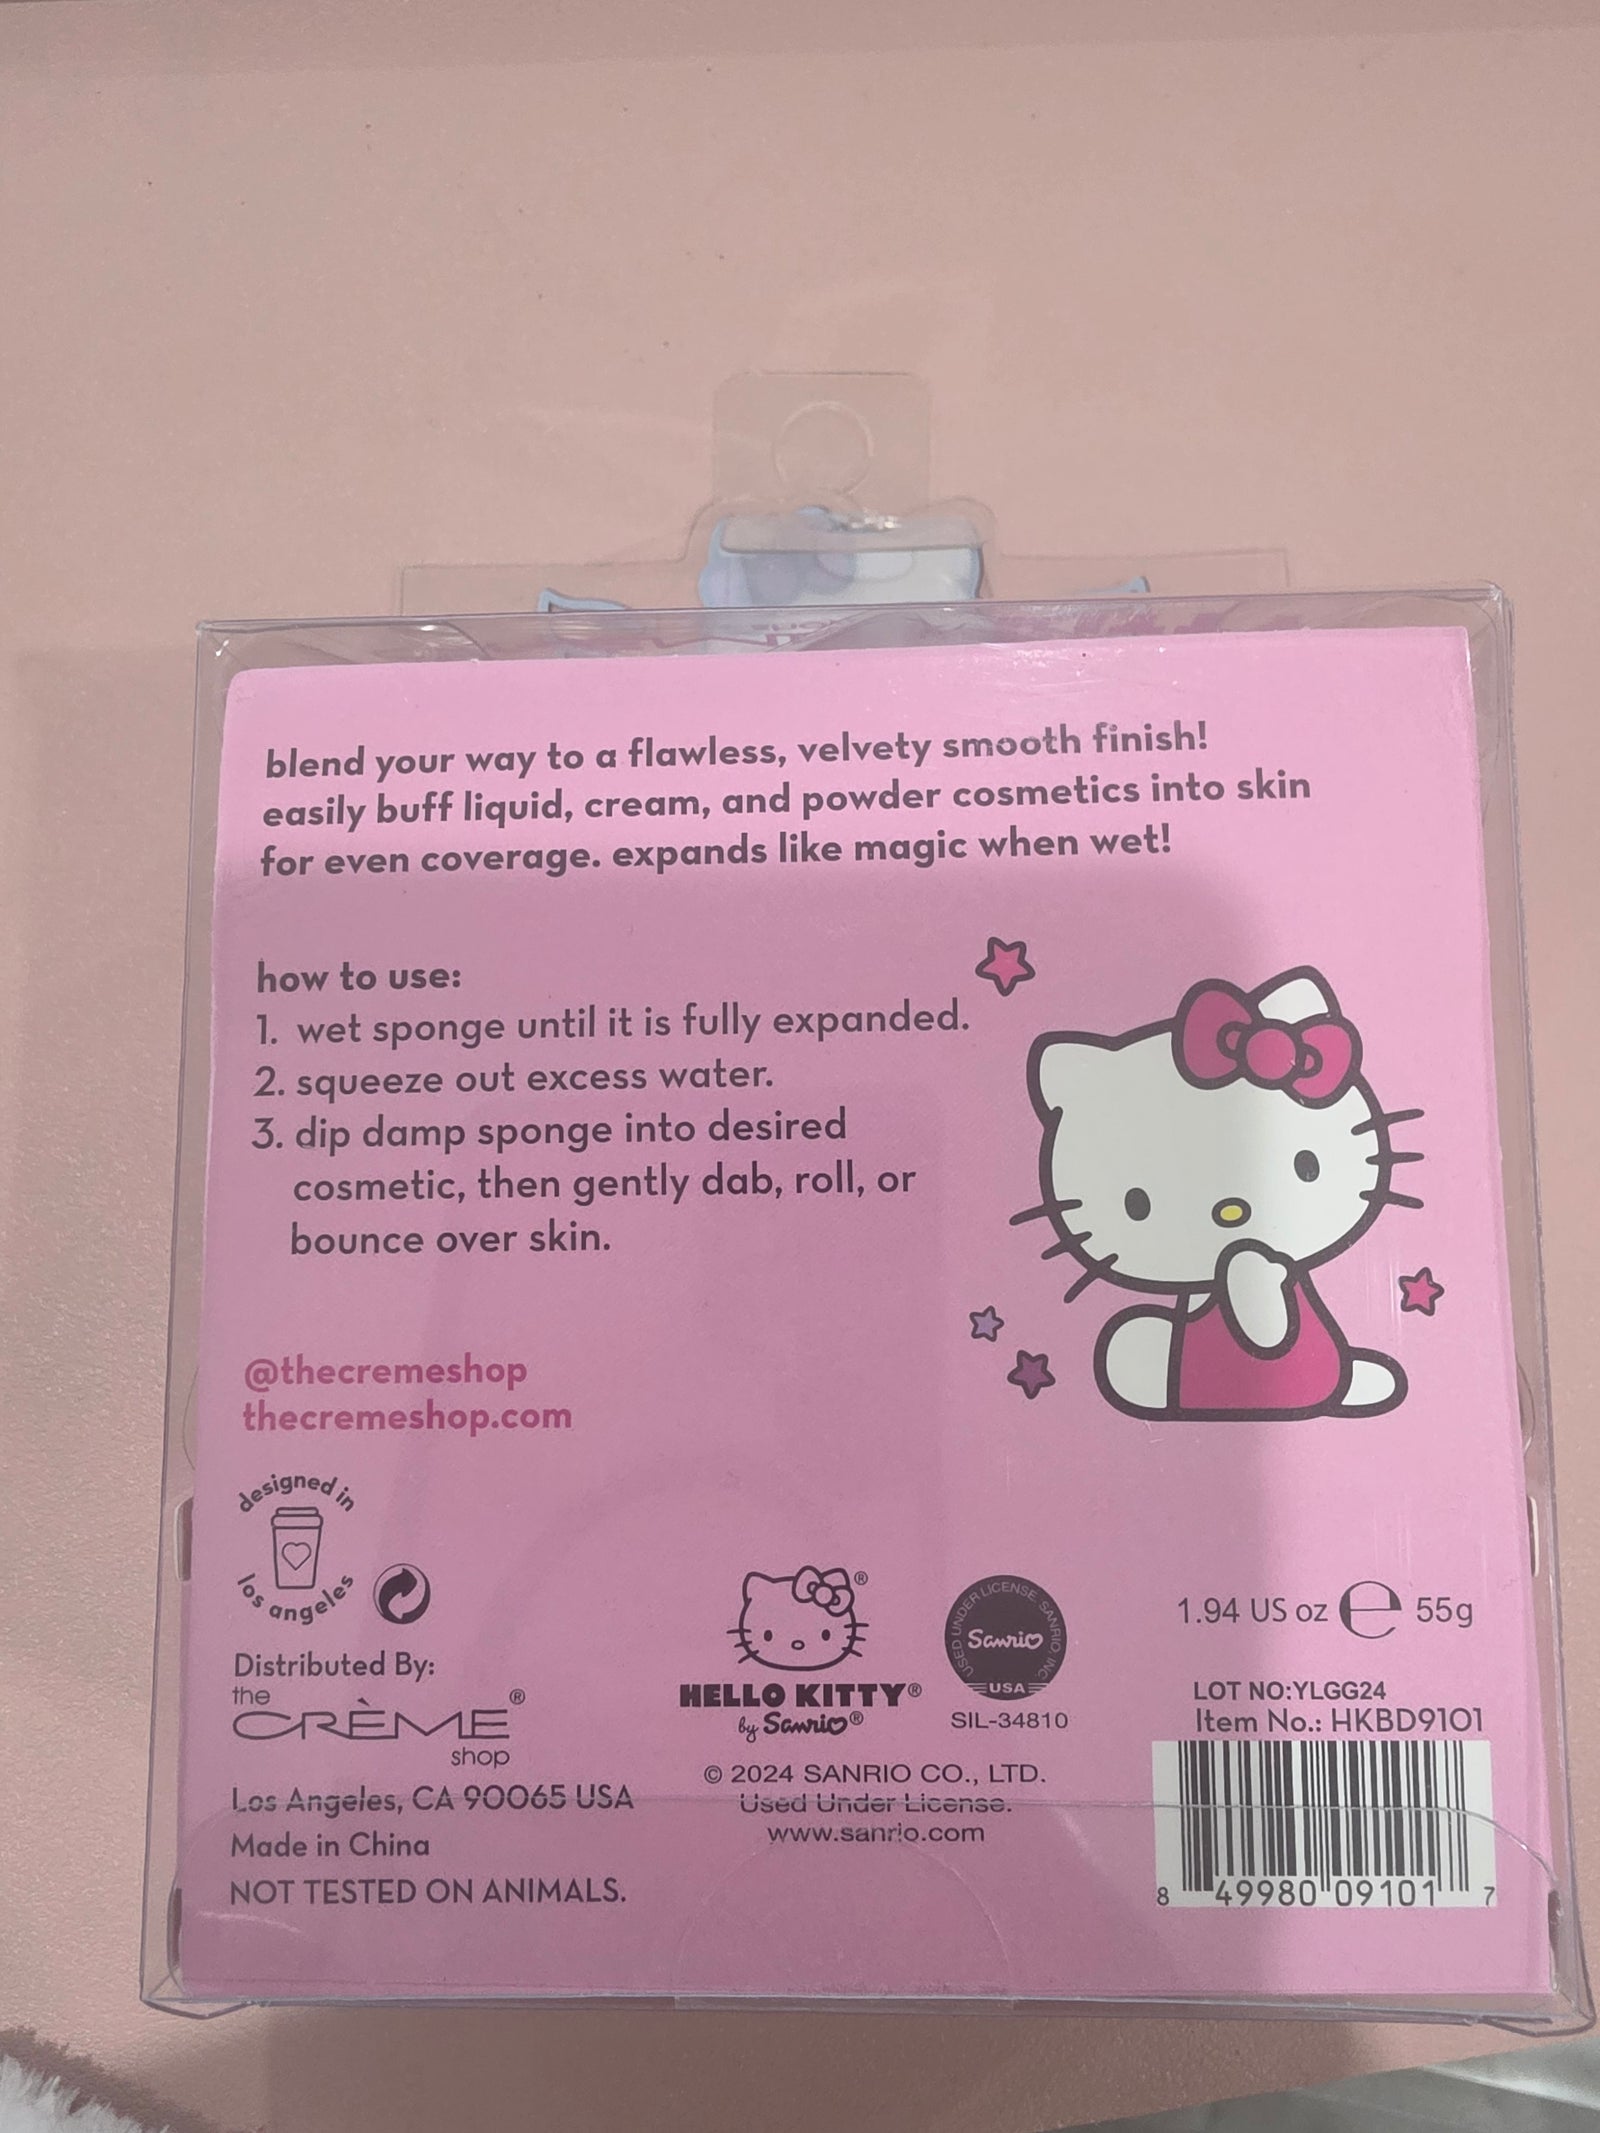 blend your way to a flawless, velvety smooth finish!
easily buff liquid, cream, and powder cosmetics into skin
for even coverage. expands like magic when wet!
how to use:
1. wet sponge until it is fully expanded.
2. squeeze out excess water.
3. dip damp sponge into desired
cosmetic, then gently dab, roll, or
bounce over skin.
@thecremeshop
thecremeshop.com
designed in
los angeles
Distributed By:
the
CRÈME®
shop
Los Angeles, CA 90065 USA
Made in China
NOT TESTED ON ANIMALS.
®
HELLO KITTY®
by Sanrio®
USED UNDER LICENSE SANRIO, INC.
Sanrio
USA
SIL-34810
© 2024 SANRIO CO., LTD.
Used Under License.
www.sanrio.com
1.94 US oz e 55g
LOT NO:YLGG24
Item No.: HKBD9101
8 49980 09101 7